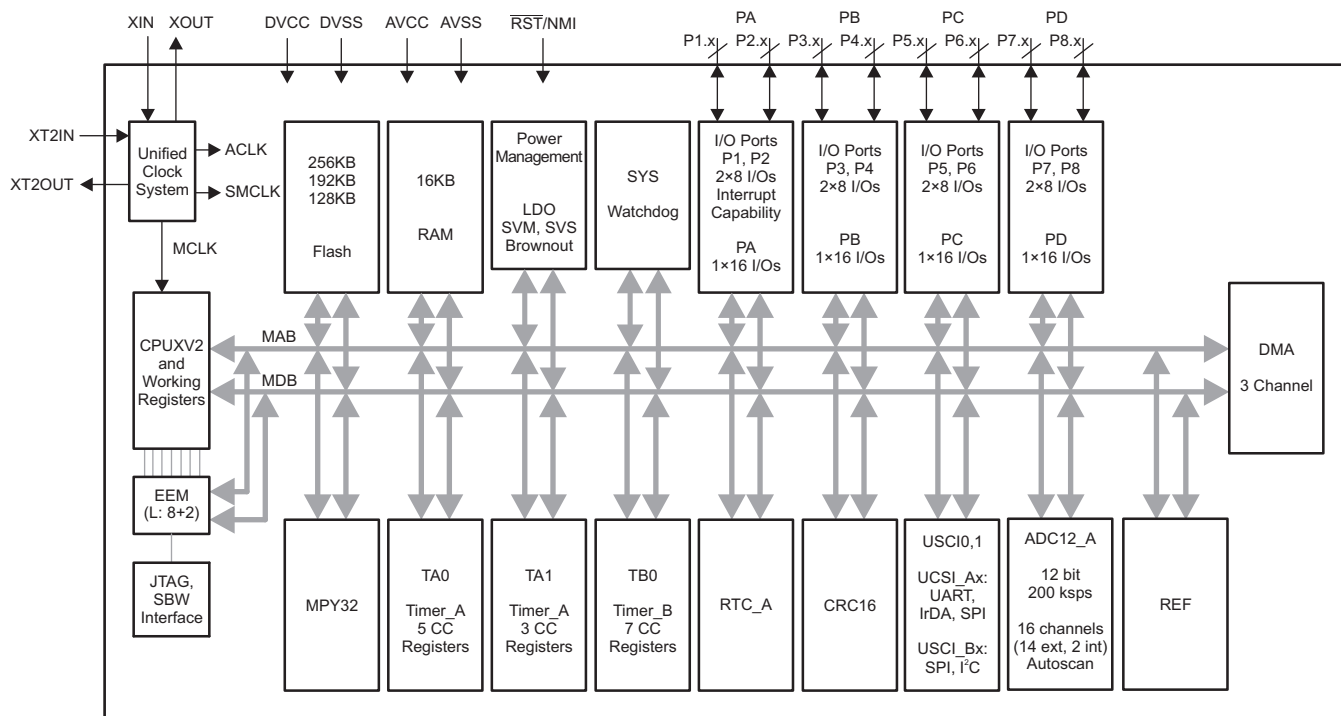 XIN
XOUT
DVCC
DVSS
AVCC
AVSS
RST/NMI
PA
PB
PC
PD
P1.x
P2.x
P3.x
P4.x
P5.x
P6.x
P7.x
P8.x
XT2IN
XT2OUT
Unified
Clock
System
ACLK
SMCLK
MCLK
256KB
192KB
128KB
Flash
16KB
RAM
Power
Management
LDO
SVM, SVS
Brownout
SYS
Watchdog
I/O Ports
P1, P2
2×8 I/Os
Interrupt
Capability
PA
1×16 I/Os
I/O Ports
P3, P4
2×8 I/Os
PB
1×16 I/Os
I/O Ports
P5, P6
2×8 I/Os
PC
1×16 I/Os
I/O Ports
P7, P8
2×8 I/Os
PD
1×16 I/Os
CPUXV2
and
Working
Registers
MAB
MDB
DMA
3 Channel
EEM
(L: 8+2)
JTAG,
SBW
Interface
MPY32
TA0
Timer_A
5 CC
Registers
TA1
Timer_A
3 CC
Registers
TB0
Timer_B
7 CC
Registers
RTC_A
CRC16
USCI0,1
UCSI_Ax:
UART,
IrDA, SPI
USCI_Bx:
SPI, I²C
ADC12_A
12 bit
200 ksps
16 channels
(14 ext, 2 int)
Autoscan
REF